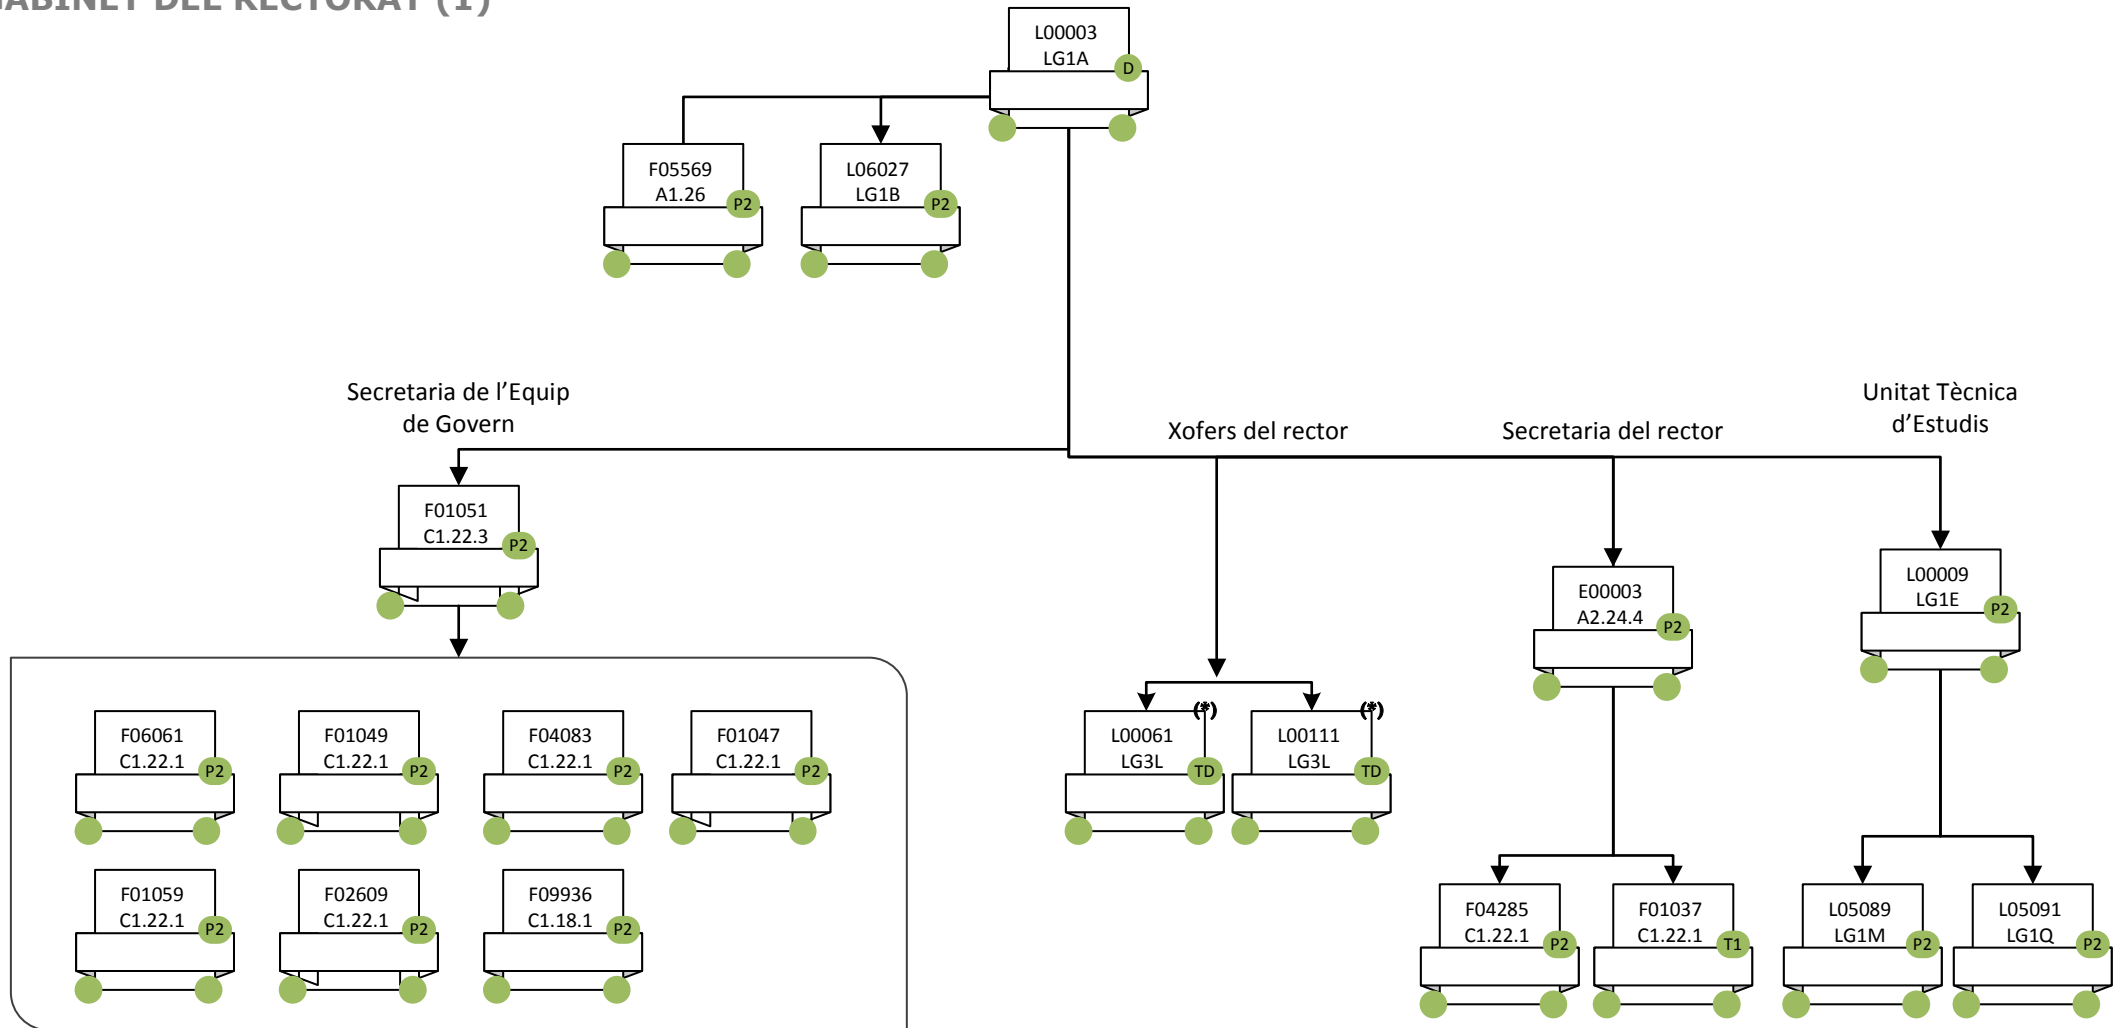 GABINET DEL RECTORAT (1)
L00003
LG1A
D
F05569
A1.26
P2
L06027
LG1B
P2
Secretaria de l’Equip
de Govern
Xofers del rector
Secretaria del rector
Unitat Tècnica
d’Estudis
F01051
C1.22.3
P2
E00003
A2.24.4
P2
L00009
LG1E
P2
F06061
C1.22.1
P2
F01049
C1.22.1
P2
F04083
C1.22.1
P2
F01047
C1.22.1
P2
(*)
L00061
LG3L
TD
(*)
L00111
LG3L
TD
F01059
C1.22.1
P2
F02609
C1.22.1
P2
F09936
C1.18.1
P2
F04285
C1.22.1
P2
F01037
C1.22.1
T1
L05089
LG1M
P2
L05091
LG1Q
P2